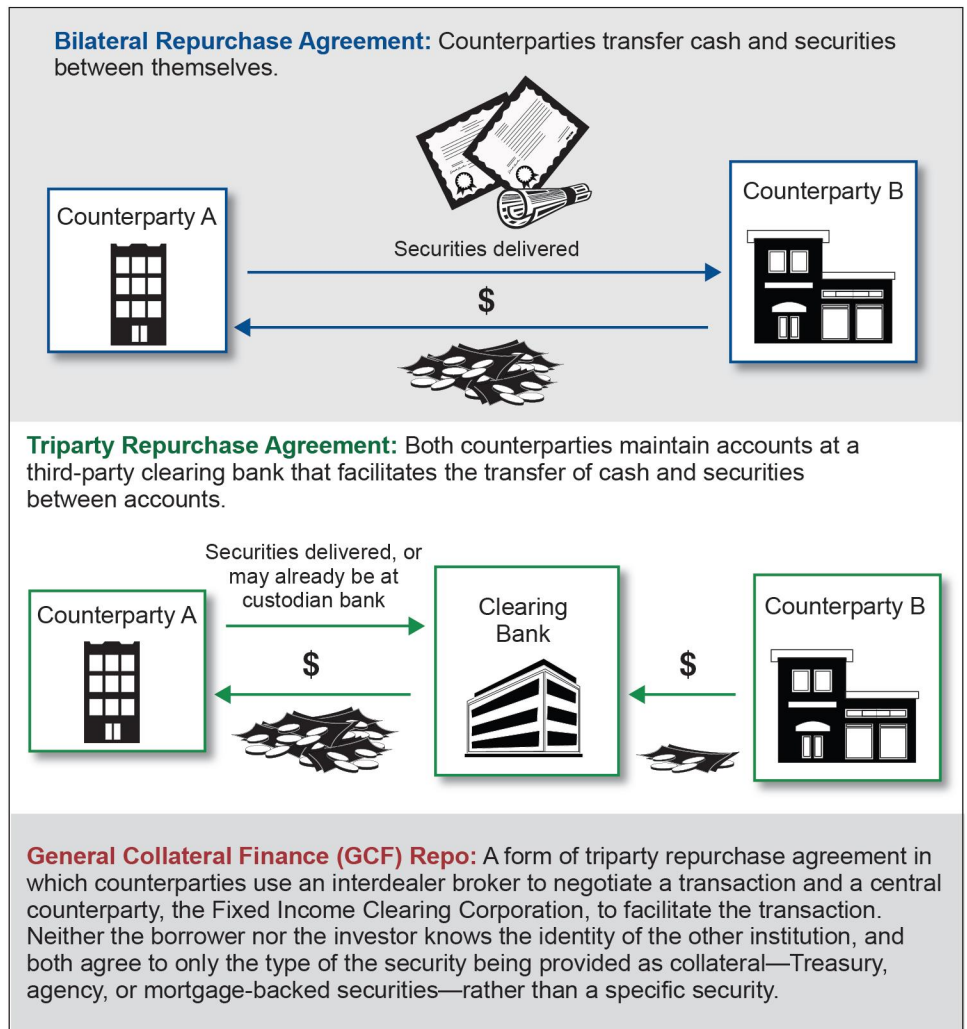 Bilateral Repurchase Agreement: Counterparties transfer cash and securities
between themselves.
Counterparty A
Counterparty B
Securities delivered
$
Triparty Repurchase Agreement: Both counterparties maintain accounts at a
third-party clearing bank that facilitates the transfer of cash and securities
between accounts.
Securities delivered, or
may already be at
custodian bank
Counterparty A
Clearing
Bank
Counterparty B
$
$
General Collateral Finance (GCF) Repo: A form of triparty repurchase agreement in
which counterparties use an interdealer broker to negotiate a transaction and a central
counterparty, the Fixed Income Clearing Corporation, to facilitate the transaction.
Neither the borrower nor the investor knows the identity of the other institution, and
both agree to only the type of the security being provided as collateral—Treasury,
agency, or mortgage-backed securities—rather than a specific security.